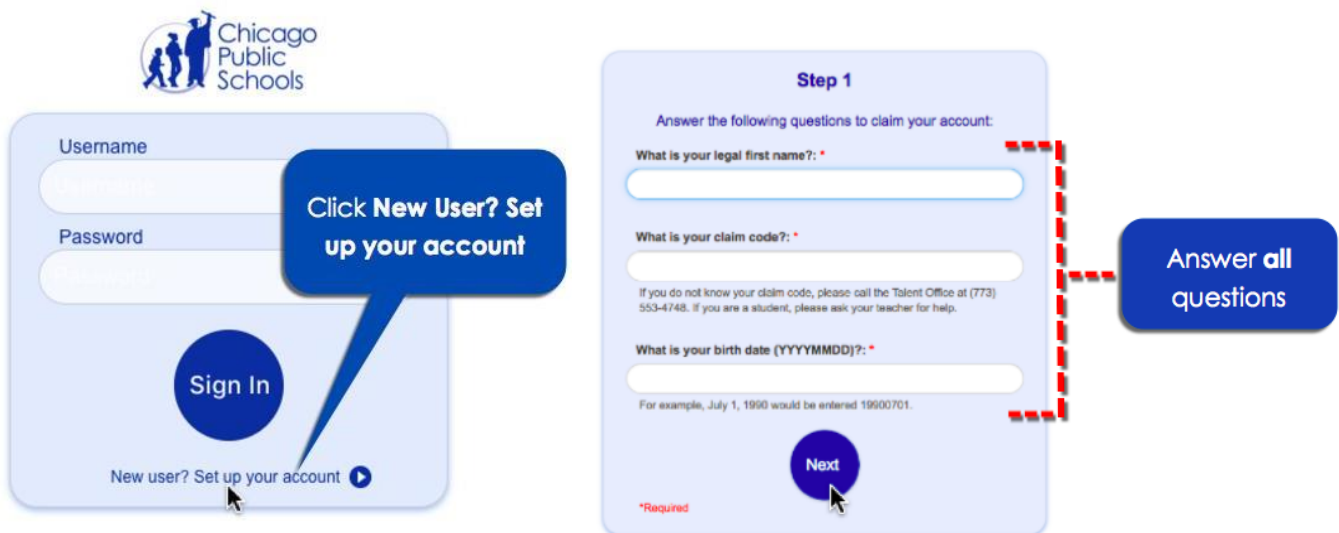 Chicago
Public
Schools
Username
Username
Password
Password
Sign In
New user? Set up your account
Click New User? Set
up your account
Step 1
Answer the following questions to claim your account:
What is your legal first name?: *
What is your claim code?: *
If you do not know your claim code, please call the Talent Office at (773)
553-4748. If you are a student, please ask your teacher for help.
What is your birth date (YYYYMMDD)?: *
For example, July 1, 1990 would be entered 19900701.
Next
*Required
Answer all
questions